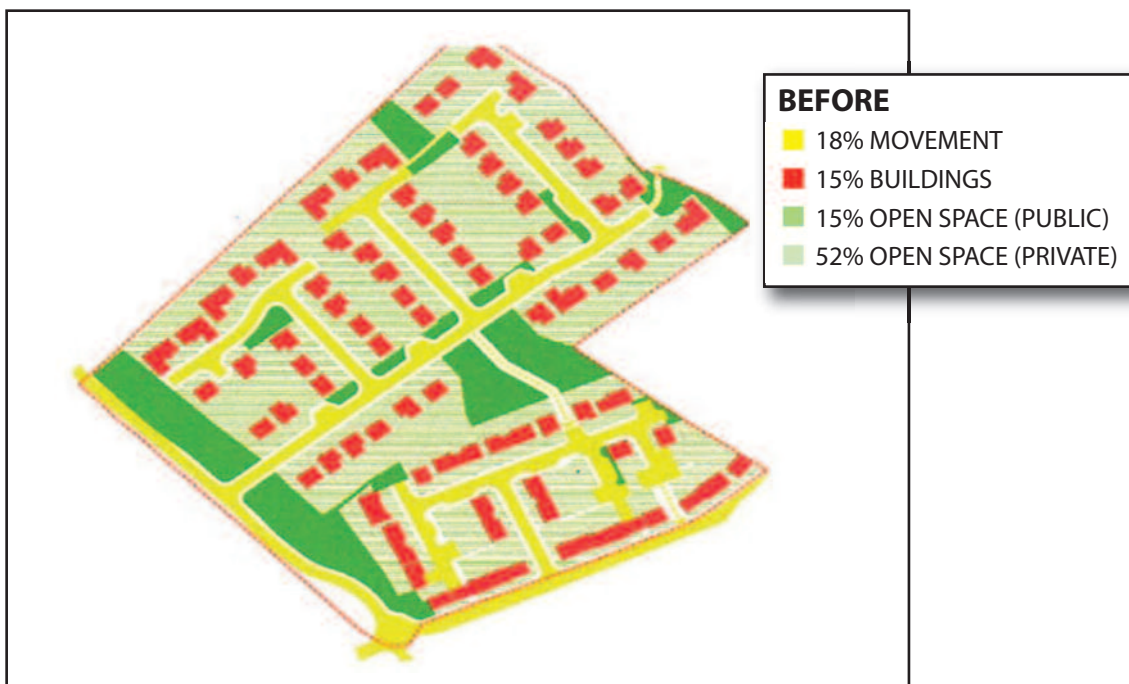 BEFORE
18% MOVEMENT
15% BUILDINGS
15% OPEN SPACE (PUBLIC)
52% OPEN SPACE (PRIVATE)